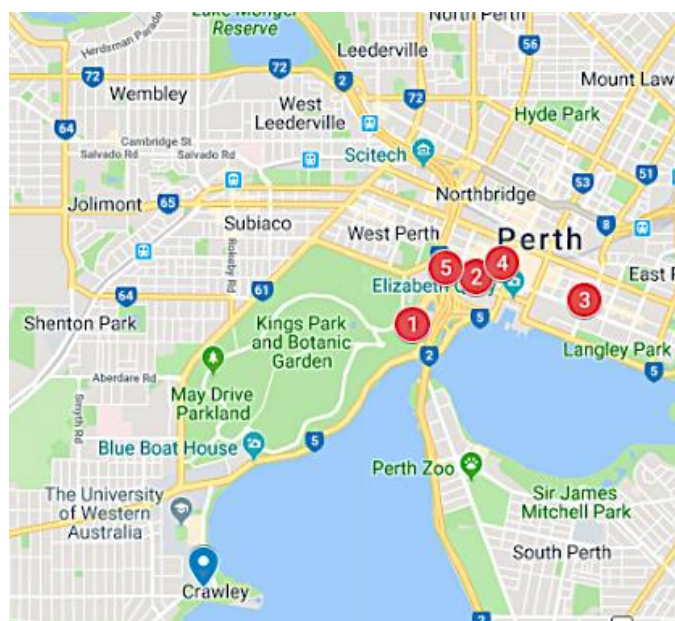 Lake Monger
Reserve
Herdsman Parade
North Perth
Leederville
56
72
72
2
Mount Law
Wembley
West
Leederville
72
Hyde Park
64
Cambridge St
Salvado Rd
Salvado Rd
Scitech
51
53
Northbridge
Jolimont
65
Subiaco
Rokeby Rd
West Perth
Perth
8
5
2
4
East P
64
61
Elizabeth
3
Shenton Park
Kings Park
and Botanic
Garden
1
5
2
Langley Park
5
Aberdare Rd
Smyth Rd
May Drive
Parkland
Blue Boat House
5
Perth Zoo
The University
of Western
Australia
Sir James
Mitchell Park
South Perth
Crawley
2